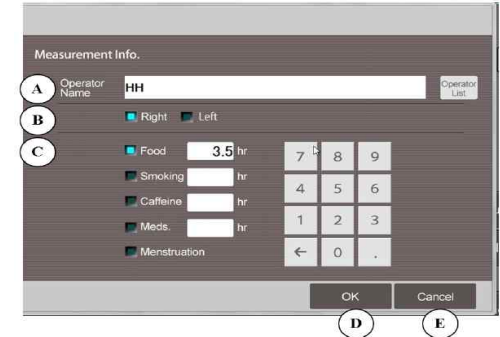 Measurement Info.
A Operator Name HH Operator List
B Right Left
C Food 3.5 hr 7 8 9
Smoking hr 4 5 6
Caffeine hr
Meds. hr 1 2 3
Menstruation ← 0 .
OK Cancel
D E